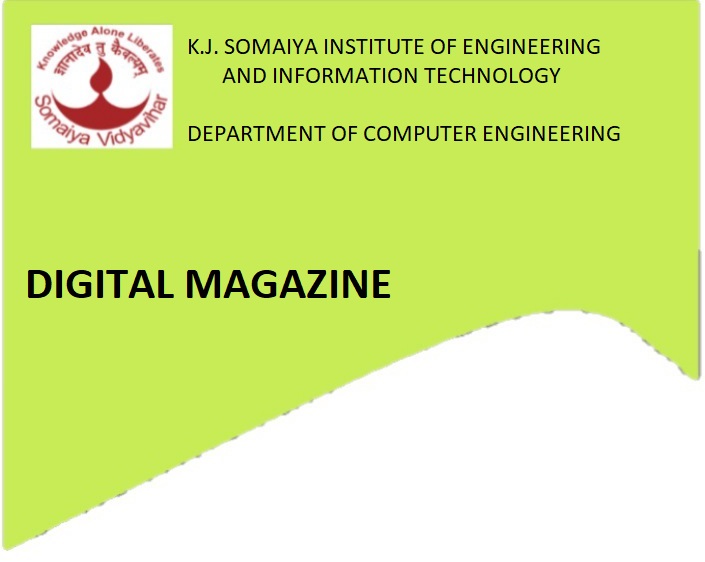 Knowledge Alone Liberates
ज्ञानादेव तु कैवल्यम्
Somaiya Vidyavihar
K.J. SOMAIYA INSTITUTE OF ENGINEERING
AND INFORMATION TECHNOLOGY
DEPARTMENT OF COMPUTER ENGINEERING
DIGITAL MAGAZINE